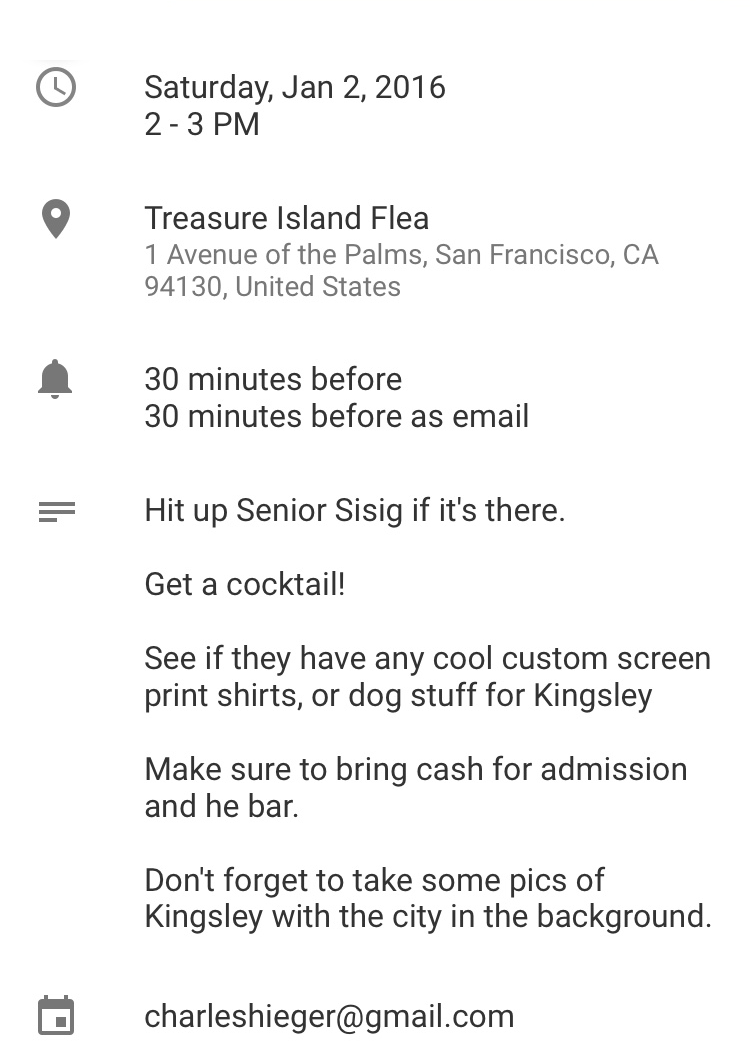 Saturday, Jan 2, 2016
2 - 3 PM
Treasure Island Flea
1 Avenue of the Palms, San Francisco, CA
94130, United States
30 minutes before
30 minutes before as email
Hit up Senior Sisig if it's there.
Get a cocktail!
See if they have any cool custom screen
print shirts, or dog stuff for Kingsley
Make sure to bring cash for admission
and he bar.
Don't forget to take some pics of
Kingsley with the city in the background.
charleshieger@gmail.com